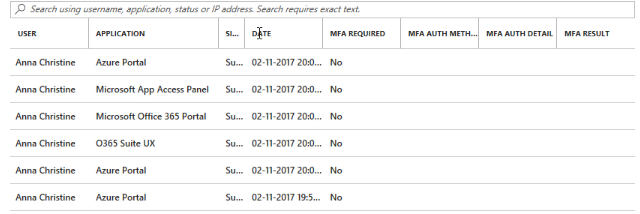 Search using username, application, status or IP address. Search requires exact text.
USER APPLICATION SI... DATE MFA REQUIRED MFA AUTH METH... MFA AUTH DETAIL MFA RESULT
Anna Christine Azure Portal Su... 02-11-2017 20:0... No
Anna Christine Microsoft App Access Panel Su... 02-11-2017 20:0... No
Anna Christine Microsoft Office 365 Portal Su... 02-11-2017 20:0... No
Anna Christine O365 Suite UX Su... 02-11-2017 20:0... No
Anna Christine Azure Portal Su... 02-11-2017 20:0... No
Anna Christine Azure Portal Su... 02-11-2017 19:5... No